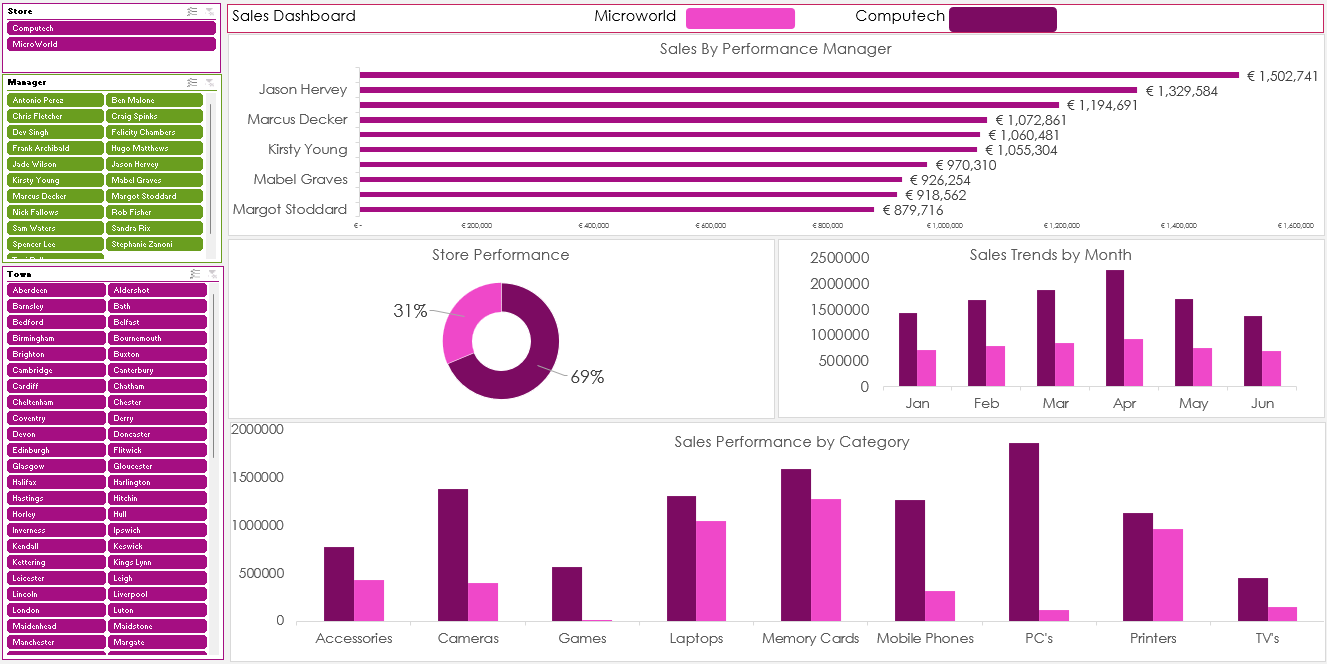 Store
Computech
MicroWorld
Manager
Antonio Perez Ben Malone
Chris Fletcher Craig Spinks
Dev Singh Felicity Chambers
Frank Archibald Hugo Matthews
Jade Wilson Jason Hervey
Kirsty Young Mabel Graves
Marcus Decker Margot Stoddard
Nick Fallows Rob Fisher
Sam Waters Sandra Rix
Spencer Lee Stephanie Zanoni
Town
Aberdeen Aldershot
Barnsley Bath
Bedford Belfast
Birmingham Bournemouth
Brighton Buxton
Cambridge Canterbury
Cardiff Chatham
Cheltenham Chester
Coventry Derry
Devon Doncaster
Edinburgh Flitwick
Glasgow Gloucester
Halifax Harlington
Hastings Hitchin
Horley Hull
Inverness Ipswich
Kendall Keswick
Kettering Kings Lynn
Leicester Leigh
Lincoln Liverpool
London Luton
Maidenhead Maidstone
Manchester Margate
Sales Dashboard Microworld Computech
Sales By Performance Manager
€ 1,502,741
Jason Hervey € 1,329,584
€ 1,194,691
Marcus Decker € 1,072,861
€ 1,060,481
Kirsty Young € 1,055,304
€ 970,310
Mabel Graves € 926,254
€ 918,562
Margot Stoddard € 879,716
€ - € 200,000 € 400,000 € 600,000 € 800,000 € 1,000,000 € 1,200,000 € 1,400,000 € 1,600,000
Store Performance
31%
69%
Sales Trends by Month
2500000
2000000
1500000
1000000
500000
0
Jan Feb Mar Apr May Jun
Sales Performance by Category
2000000
1500000
1000000
500000
0
Accessories Cameras Games Laptops Memory Cards Mobile Phones PC's Printers TV's